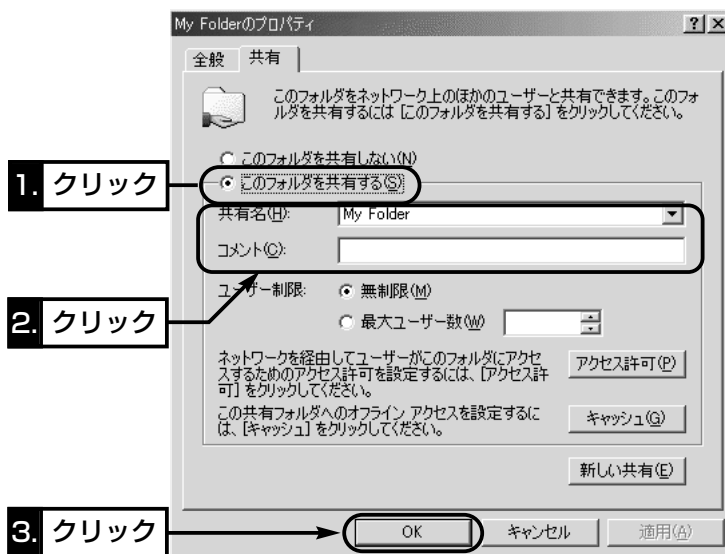 My Folderのプロパティ
全般 共有
このフォルダをネットワーク上のほかのユーザーと共有できます。このフォ
ルダを共有するには [このフォルダを共有する] をクリックしてください。
このフォルダを共有しない(N)
1. クリック
このフォルダを共有する(S)
共有名(H): My Folder
コメント(C):
2. クリック
ユーザー制限: 無制限(M)
最大ユーザー数(W)
ネットワークを経由してユーザーがこのフォルダにアクセ
スするためのアクセス許可を設定するには、[アクセス許
可] をクリックしてください。
アクセス許可(P)
この共有フォルダへのオフライン アクセスを設定するに
は、[キャッシュ] をクリックしてください。
キャッシュ(G)
新しい共有(E)
3. クリック
OK キャンセル 適用(A)